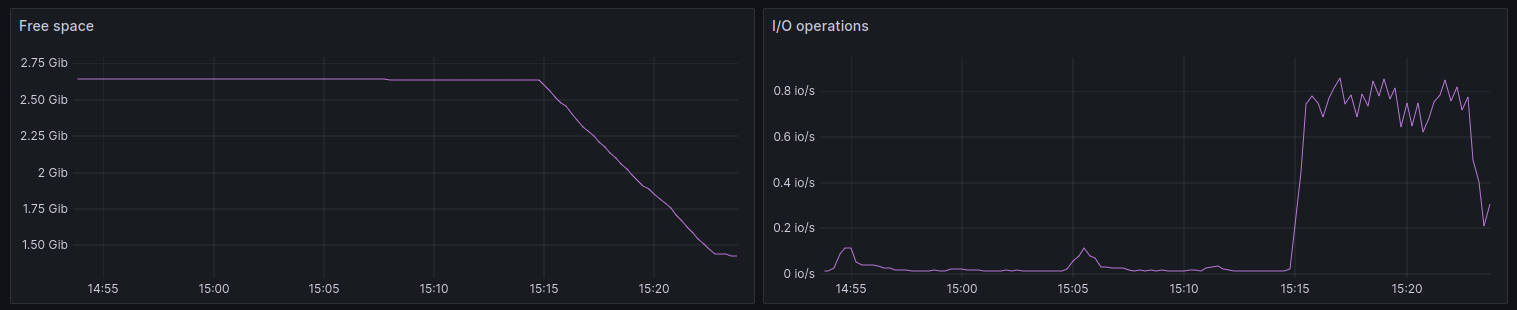 Free space
2.75 Gib
2.50 Gib
2.25 Gib
2 Gib
1.75 Gib
1.50 Gib
14:55 15:00 15:05 15:10 15:15 15:20
I/O operations
0.8 io/s
0.6 io/s
0.4 io/s
0.2 io/s
0 io/s
14:55 15:00 15:05 15:10 15:15 15:20